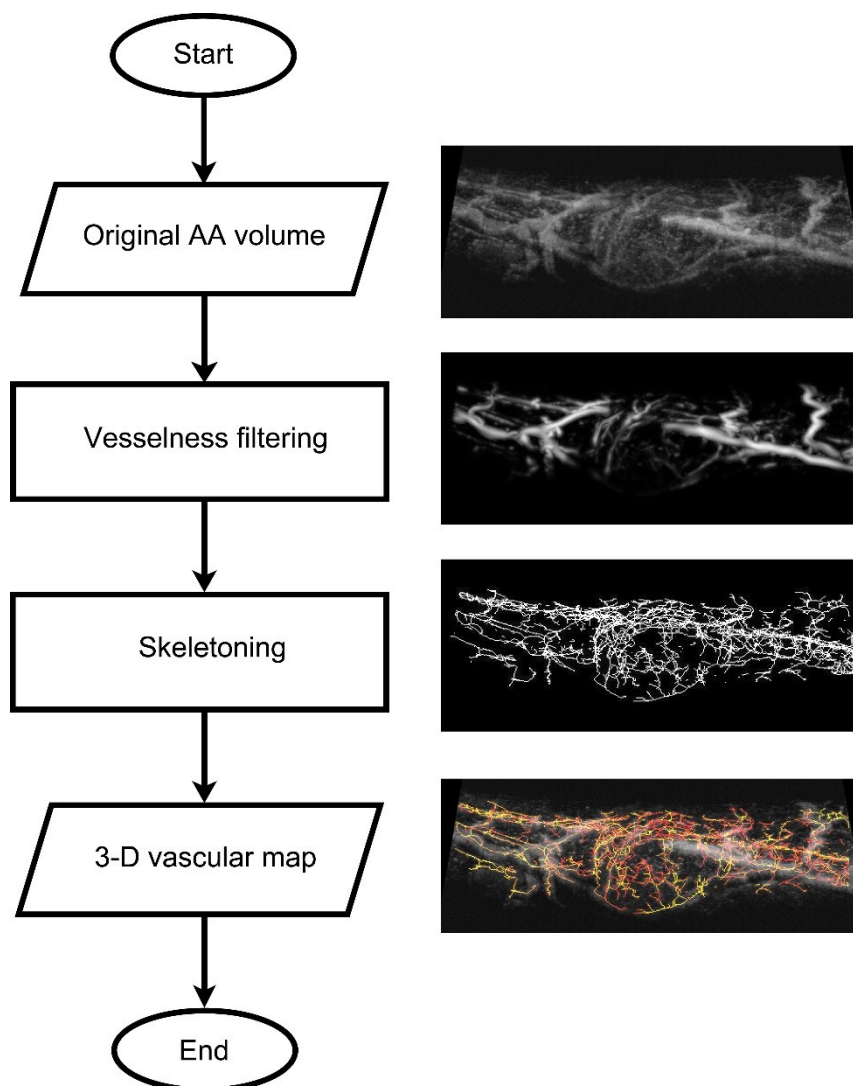 Start
Original AA volume
Vesselness filtering
Skeletoning
3-D vascular map
End